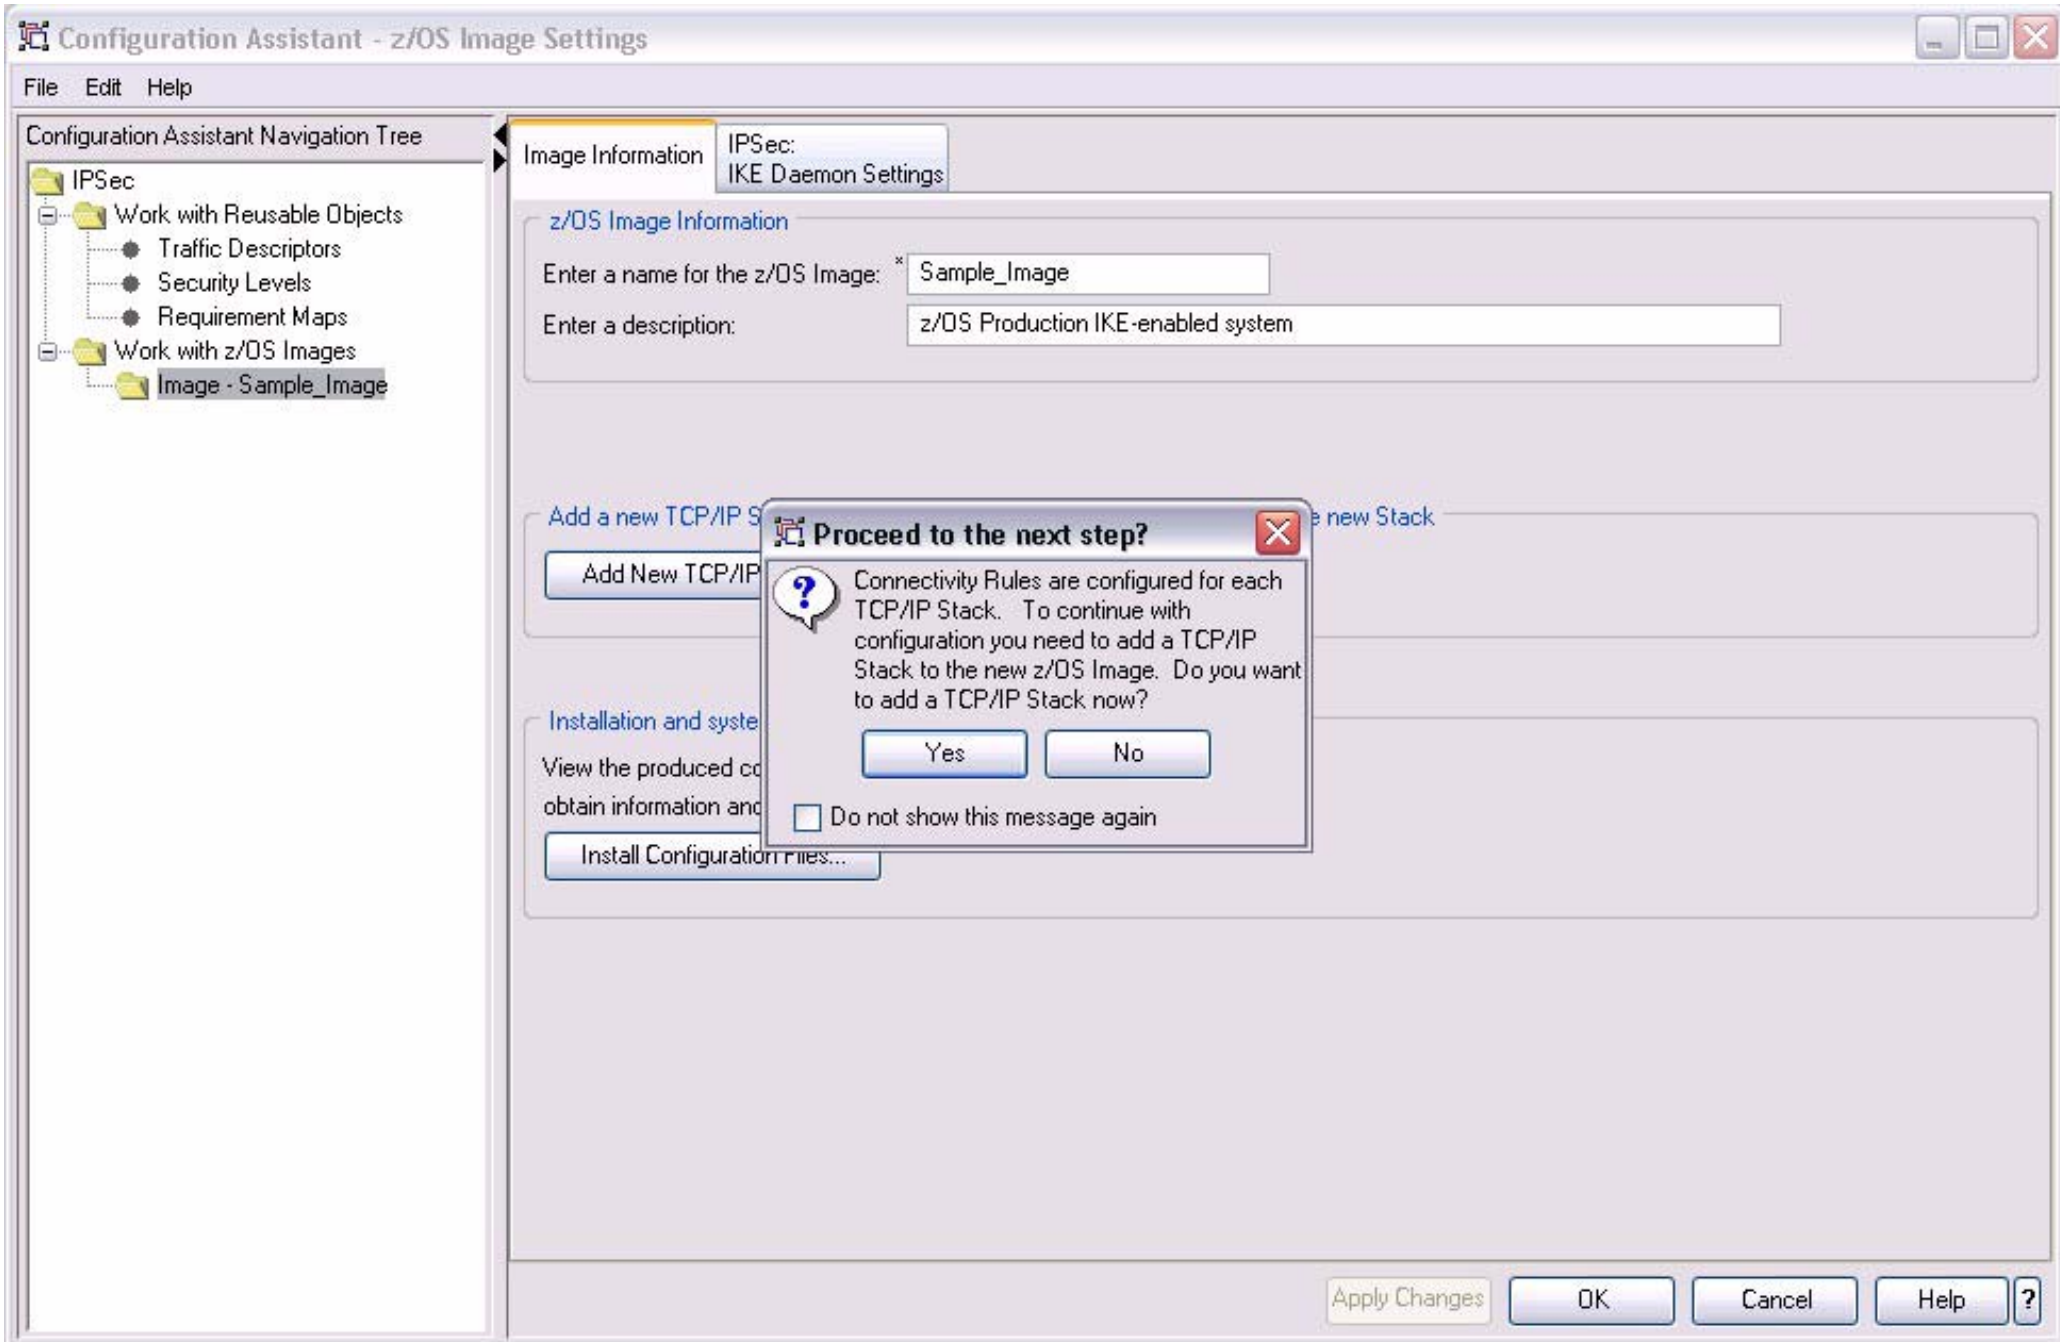 Configuration Assistant - z/OS Image Settings
File Edit Help
Configuration Assistant Navigation Tree
IPSec
Work with Reusable Objects
Traffic Descriptors
Security Levels
Requirement Maps
Work with z/OS Images
Image - Sample_Image
Image Information
IPSec:
IKE Daemon Settings
z/OS Image Information
Enter a name for the z/OS Image: * Sample_Image
Enter a description: z/OS Production IKE-enabled system
Add a new TCP/IP S
e new Stack
Add New TCP/IP
Proceed to the next step?
?
Connectivity Rules are configured for each
TCP/IP Stack. To continue with
configuration you need to add a TCP/IP
Stack to the new z/OS Image. Do you want
to add a TCP/IP Stack now?
Yes No
Do not show this message again
Installation and syste
View the produced co
obtain information and
Install Configuration Files...
Apply Changes OK Cancel Help ?